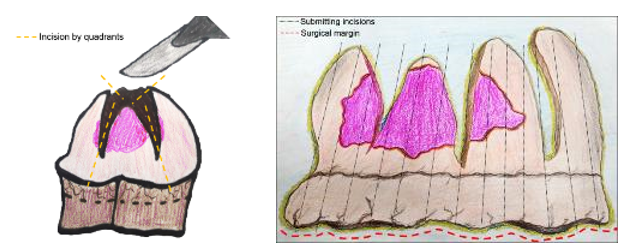 Incision by quadrants
Submitting incisions
Surgical margin